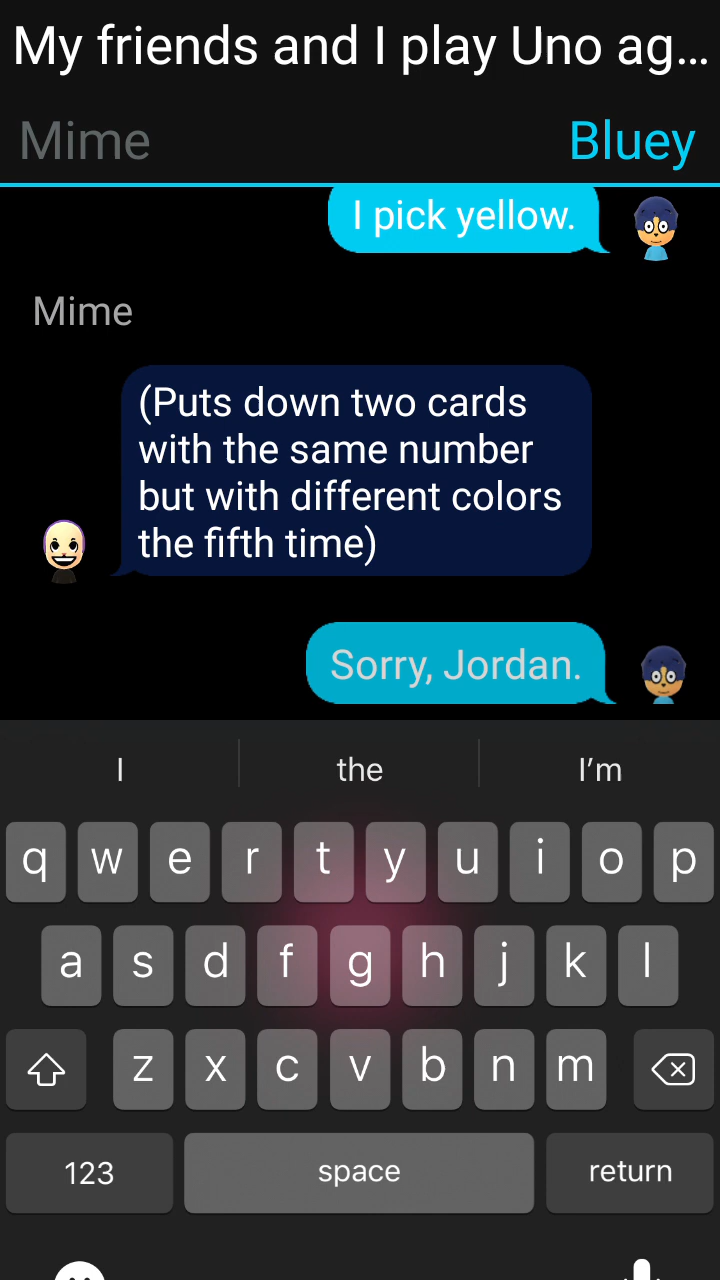 My friends and I play Uno ag...
Mime Bluey
I pick yellow.
Mime
(Puts down two cards
with the same number
but with different colors
the fifth time)
Sorry, Jordan.
I the I'm
q w e r t y u i o p
a s d f g h j k l
z x c v b n m
123 space return